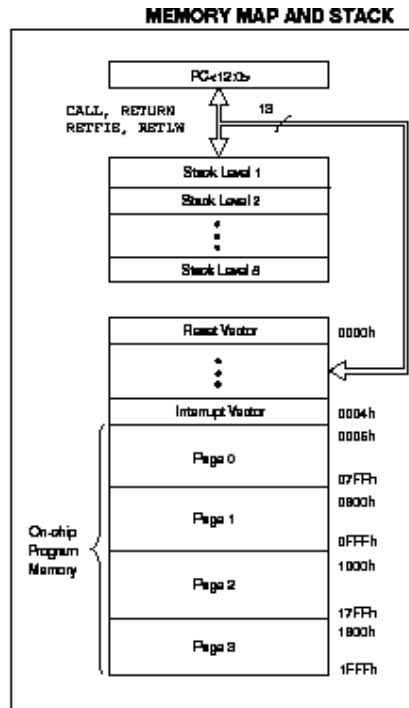 MEMORY MAP AND STACK
PC<12:0>
CALL, RETURN
RETFIE, RETLW
13
Stack Level 1
Stack Level 2
Stack Level 8
Reset Vector
0000h
Interrupt Vector
0004h
0005h
Page 0
07FFh
0800h
Page 1
0FFFh
On-chip
Program
Memory
1000h
Page 2
17FFh
1800h
Page 3
1FFFh